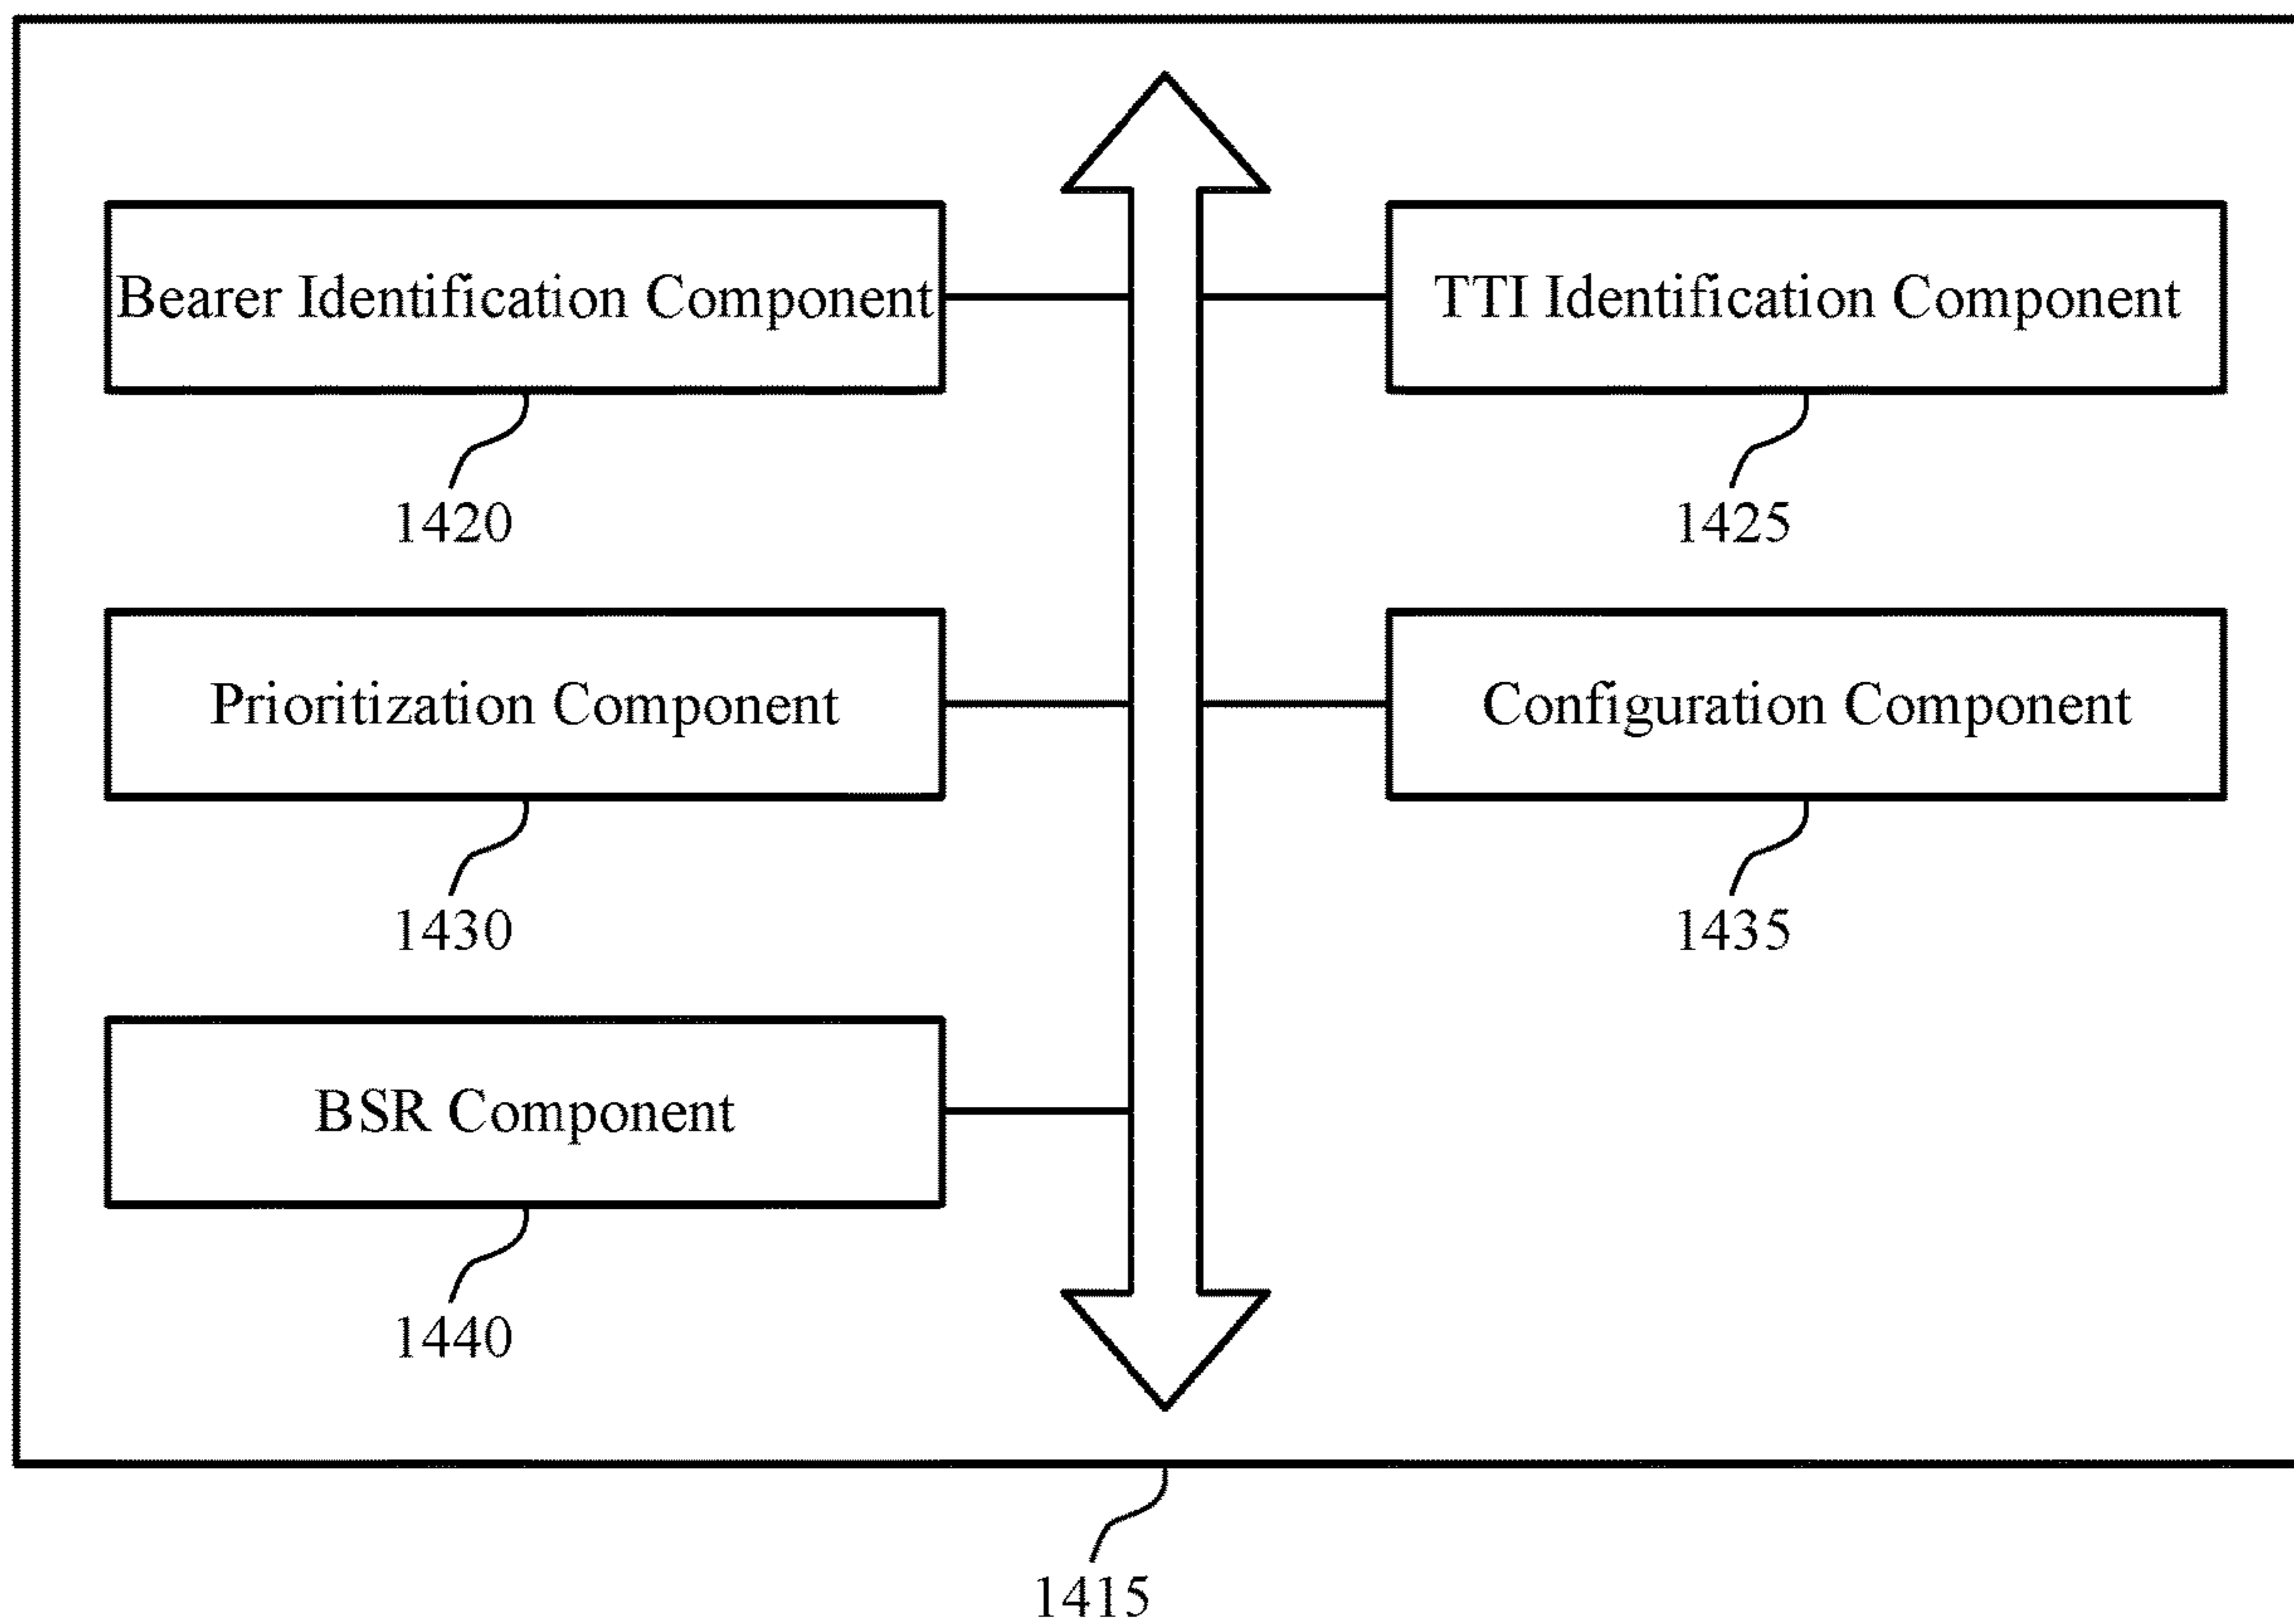 Bearer Identification Component
TTI Identification Component
1420
1425
Prioritization Component
Configuration Component
1430
1435
BSR Component
1440
1415